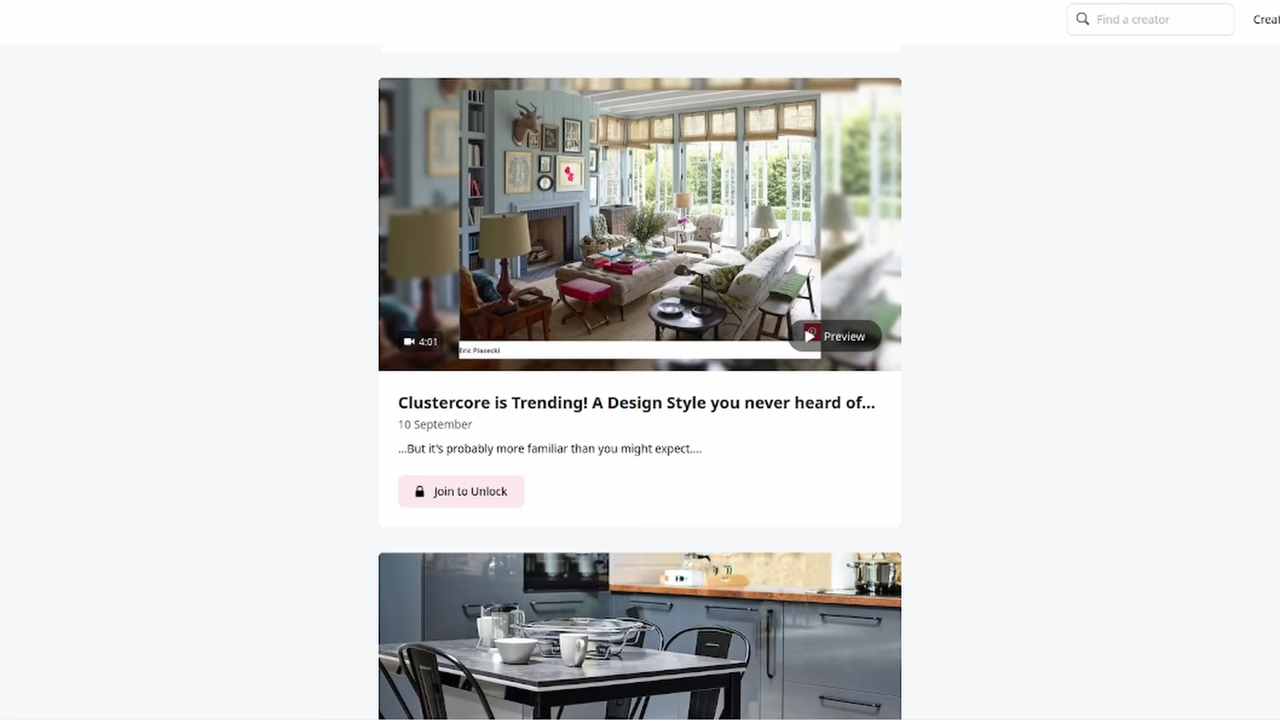 Find a creator
Creat
4:01
Preview
Eric Piasecki
Clustercore is Trending! A Design Style you never heard of...
10 September
...But it's probably more familiar than you might expect....
Join to Unlock